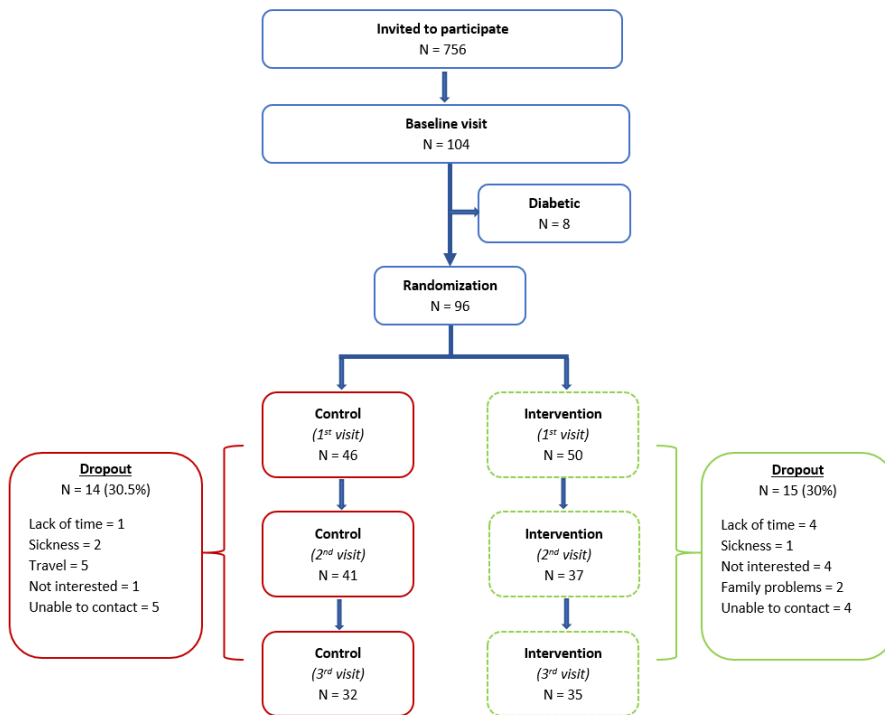 Invited to participate
N = 756
Baseline visit
N = 104
Diabetic
N = 8
Randomization
N = 96
Control
(1st visit)
N = 46
Intervention
(1st visit)
N = 50
Dropout
N = 14 (30.5%)
Lack of time = 1
Sickness = 2
Travel = 5
Not interested = 1
Unable to contact = 5
Control
(2nd visit)
N = 41
Intervention
(2nd visit)
N = 37
Dropout
N = 15 (30%)
Lack of time = 4
Sickness = 1
Not interested = 4
Family problems = 2
Unable to contact = 4
Control
(3rd visit)
N = 32
Intervention
(3rd visit)
N = 35